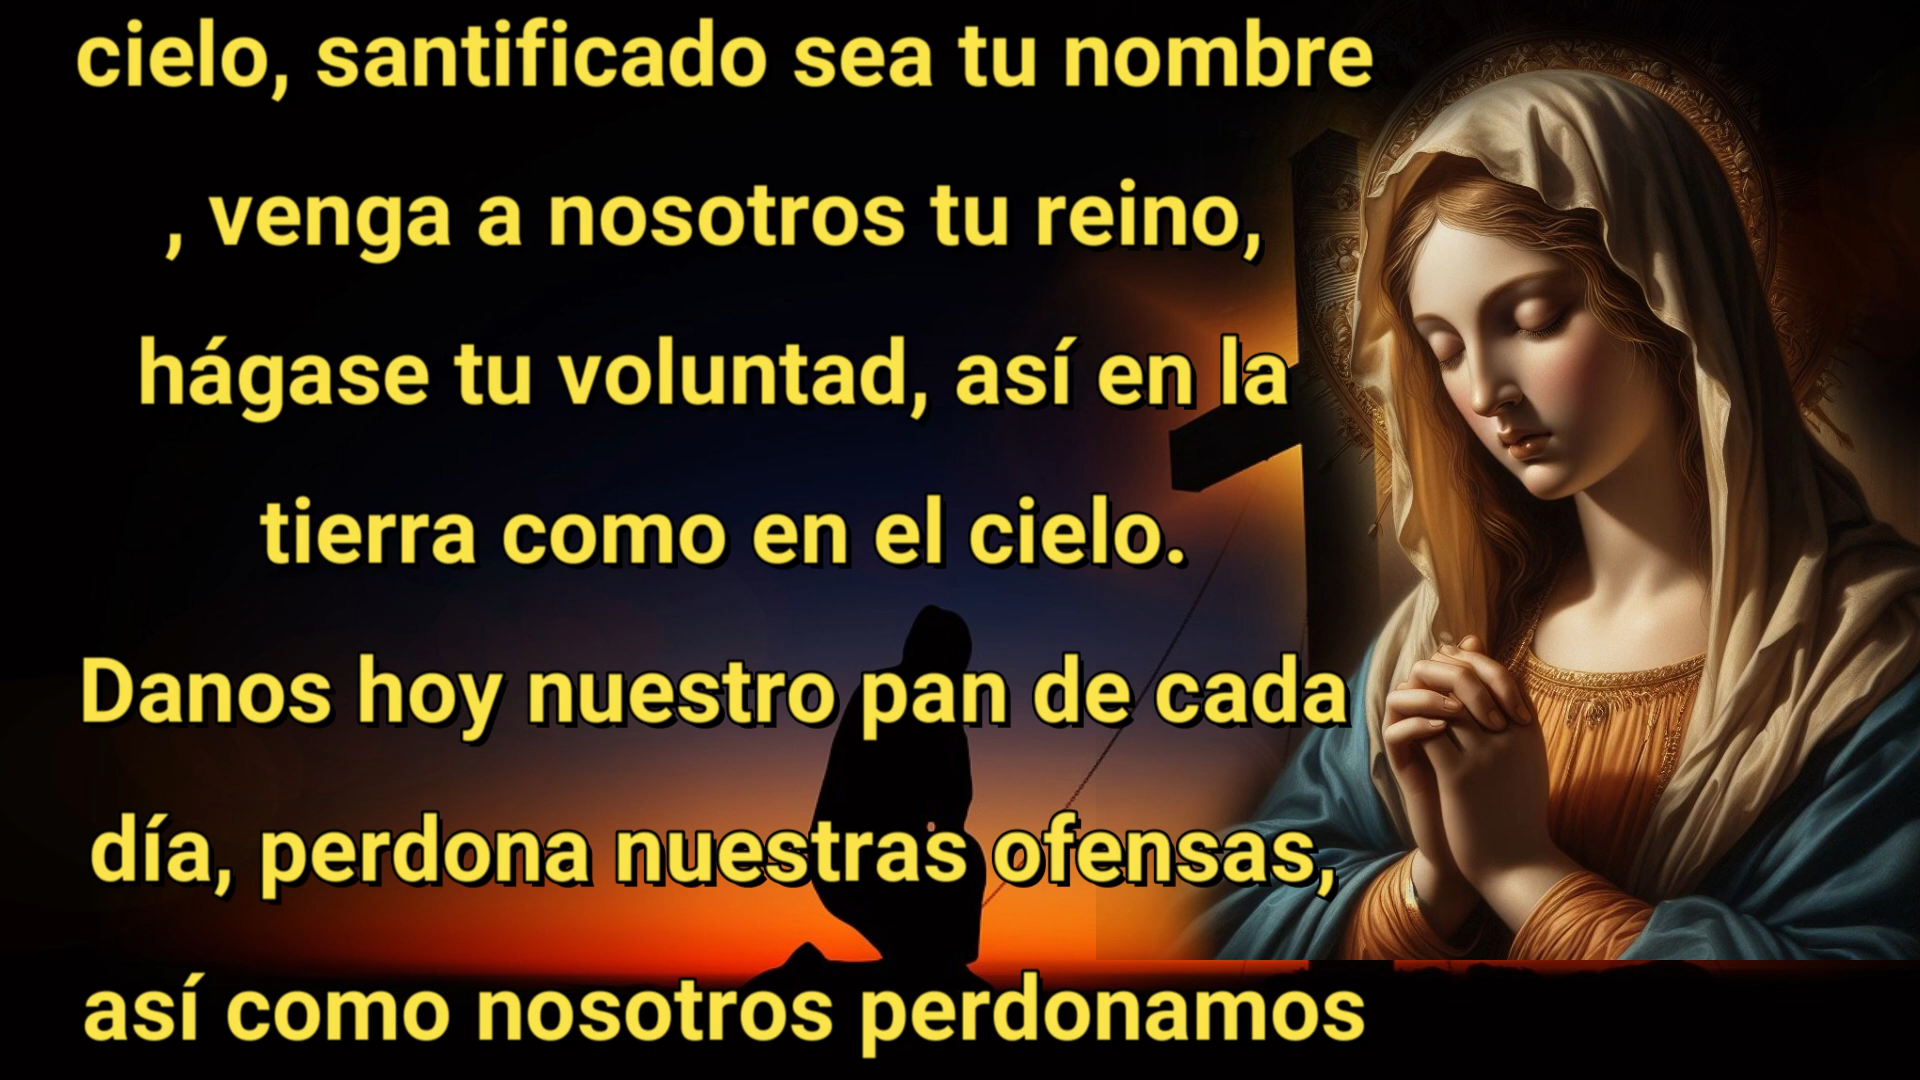 cielo, santificado sea tu nombre
, venga a nosotros tu reino,
hágase tu voluntad, así en la
tierra como en el cielo.
Danos hoy nuestro pan de cada
día, perdona nuestras ofensas,
así como nosotros perdonamos